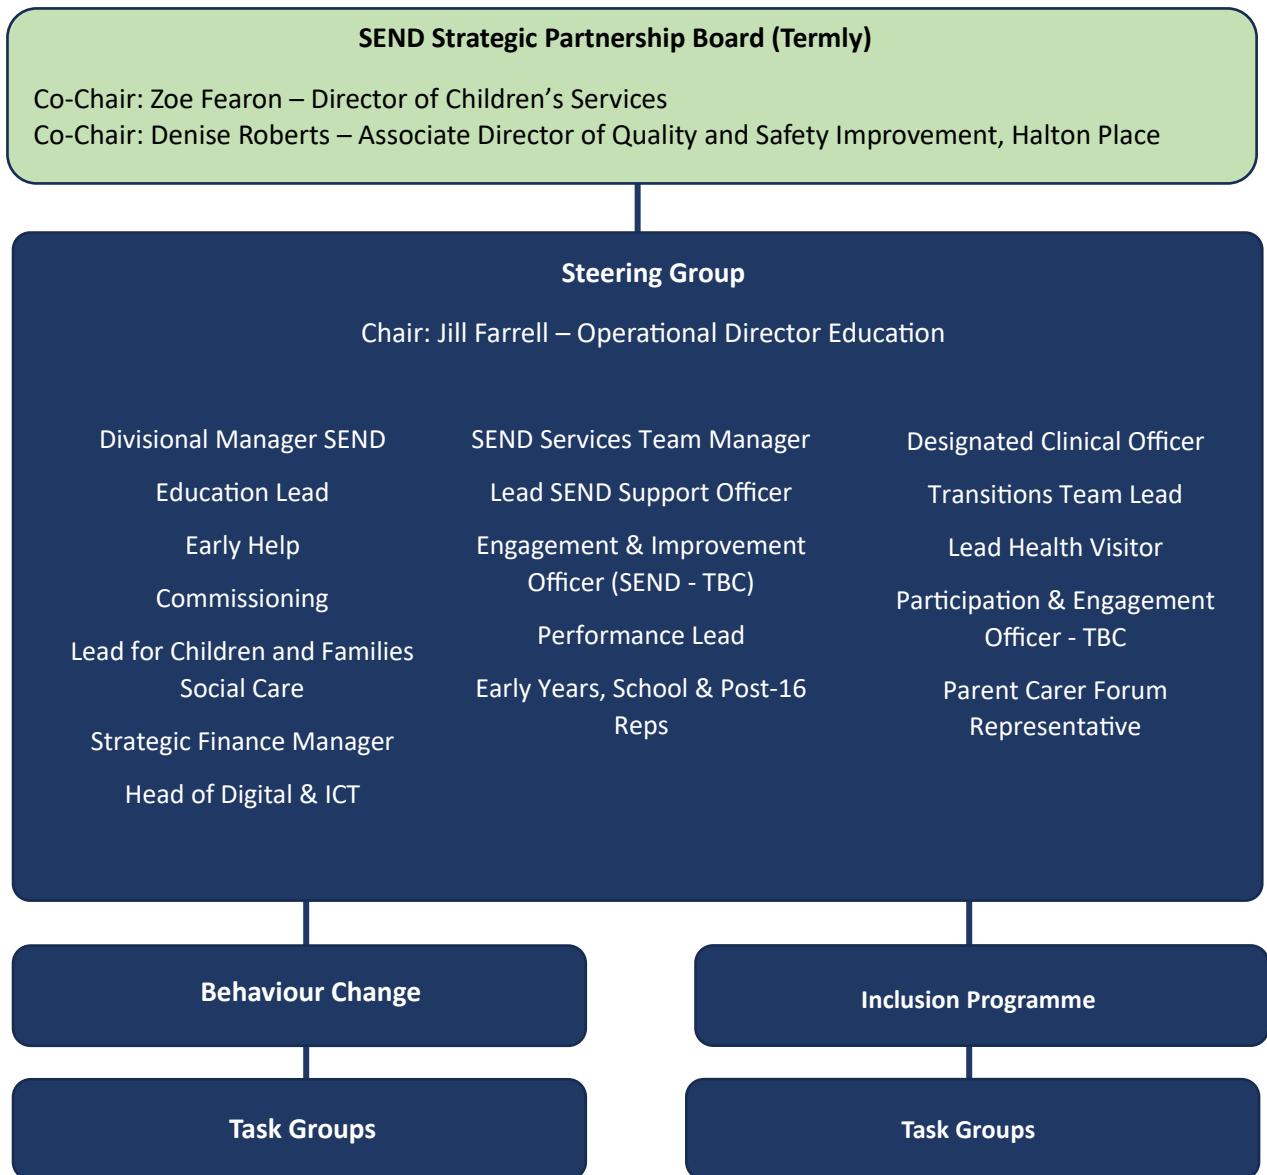 SEND Strategic Partnership Board (Termly)
Co-Chair: Zoe Fearon – Director of Children’s Services
Co-Chair: Denise Roberts – Associate Director of Quality and Safety Improvement, Halton Place
Steering Group
Chair: Jill Farrell – Operational Director Education
Divisional Manager SEND
Education Lead
Early Help
Commissioning
Lead for Children and Families
Social Care
Strategic Finance Manager
Head of Digital & ICT
SEND Services Team Manager
Lead SEND Support Officer
Engagement & Improvement
Officer (SEND - TBC)
Performance Lead
Early Years, School & Post-16
Reps
Designated Clinical Officer
Transitions Team Lead
Lead Health Visitor
Participation & Engagement
Officer - TBC
Parent Carer Forum
Representative
Behaviour Change
Inclusion Programme
Task Groups
Task Groups